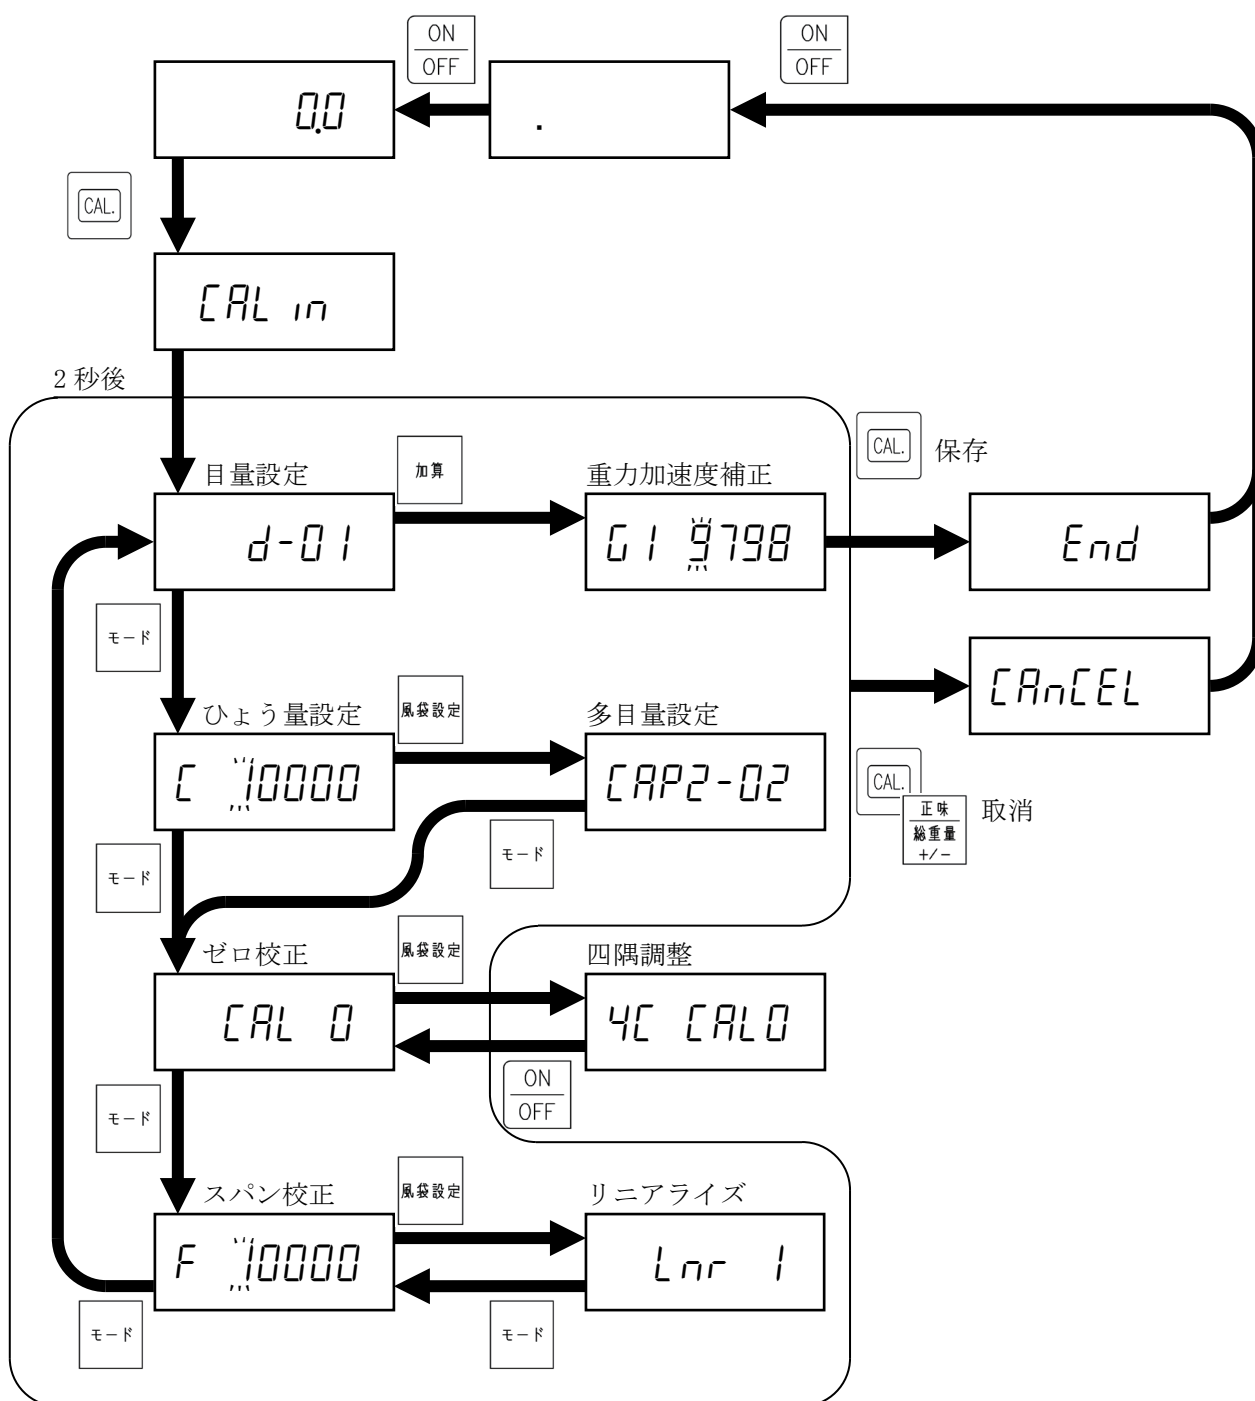 ON
OFF
ON
OFF
0.0
.
CAL.
CAL in
2秒後
CAL.
保存
目量設定
加算
重力加速度補正
d-01
G1 9798
End
モード
CAnCEL
ひょう量設定
風袋設定
多目量設定
C 10000
CAP2-02
CAL.
正味
総重量
+/−
取消
モード
モード
ゼロ校正
風袋設定
四隅調整
CAL 0
4C CAL0
ON
OFF
モード
スパン校正
風袋設定
リニアライズ
F 10000
Lnr 1
モード
モード